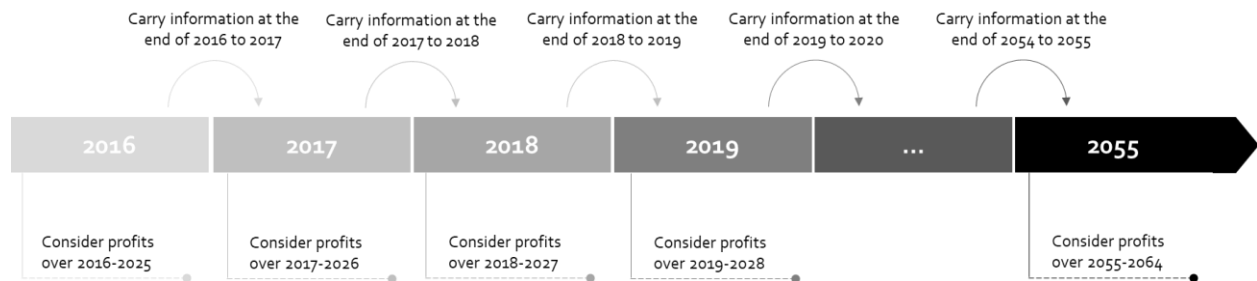 Carry information at the
end of 2016 to 2017
Carry information at the
end of 2017 to 2018
Carry information at the
end of 2018 to 2019
Carry information at the
end of 2019 to 2020
Carry information at the
end of 2054 to 2055
2016
2017
2018
2019
...
2055
Consider profits
over 2016-2025
Consider profits
over 2017-2026
Consider profits
over 2018-2027
Consider profits
over 2019-2028
Consider profits
over 2055-2064